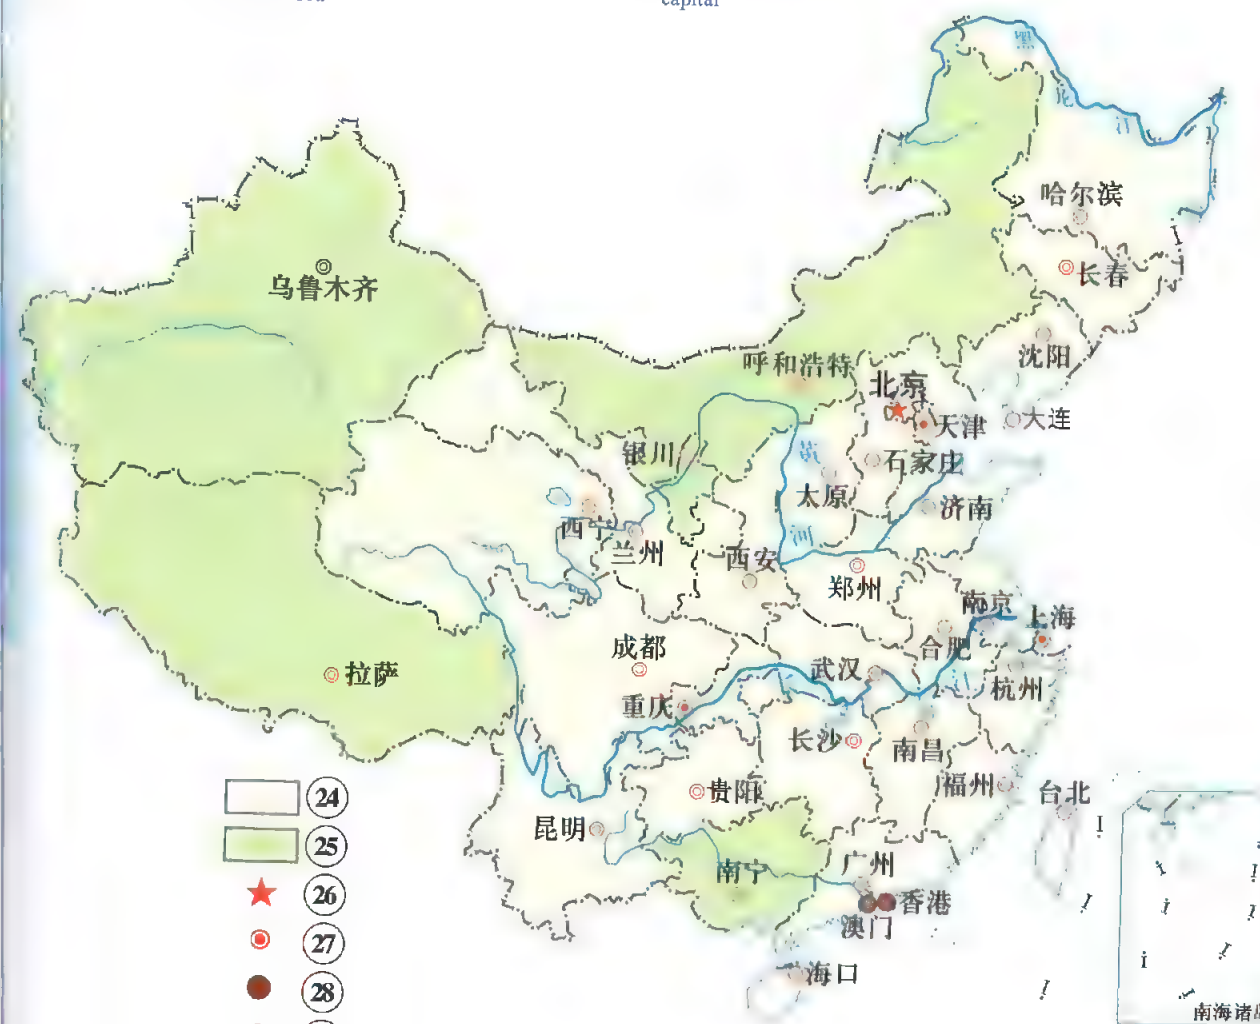 capital
黑
龙
江
哈尔滨
长春
乌鲁木齐
沈阳
呼和浩特
北京
天津
大连
银川
黄
石家庄
太原
济南
西宁
河
兰州
西安
郑州
南京
上海
成都
合肥
拉萨
武汉
杭州
重庆
江
长沙
南昌
贵阳
福州
台北
24
昆明
25
广州
南宁
26
香港
澳门
27
海口
28
南海诸